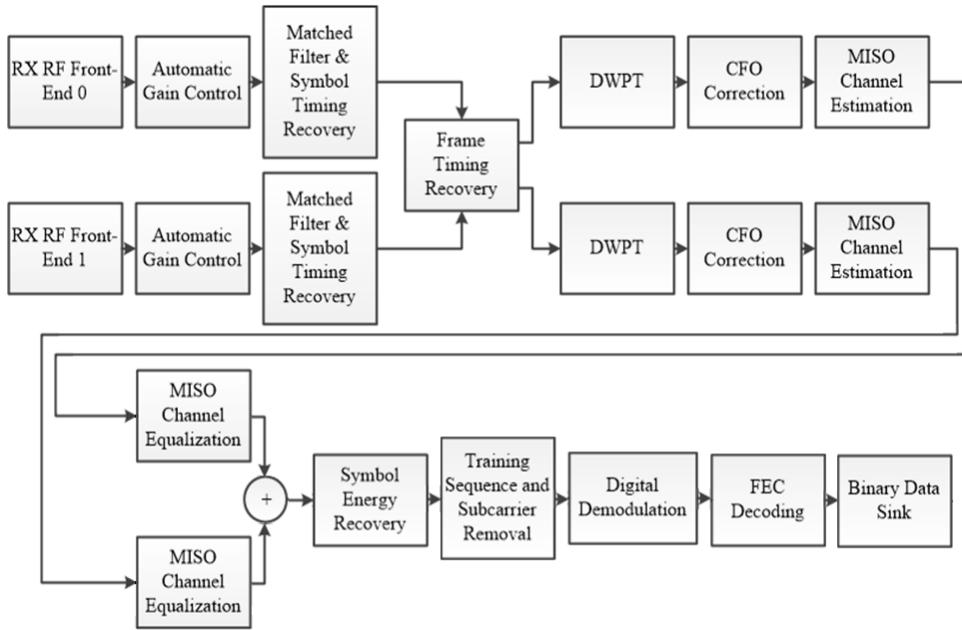 RX RF Front-
End 0
Automatic
Gain Control
Matched
Filter &
Symbol
Timing
Recovery
Frame
Timing
Recovery
DWPT
CFO
Correction
MISO
Channel
Estimation
RX RF Front-
End 1
Automatic
Gain Control
Matched
Filter &
Symbol
Timing
Recovery
DWPT
CFO
Correction
MISO
Channel
Estimation
MISO
Channel
Equalization
MISO
Channel
Equalization
+
Symbol
Energy
Recovery
Training
Sequence and
Subcarrier
Removal
Digital
Demodulation
FEC
Decoding
Binary Data
Sink